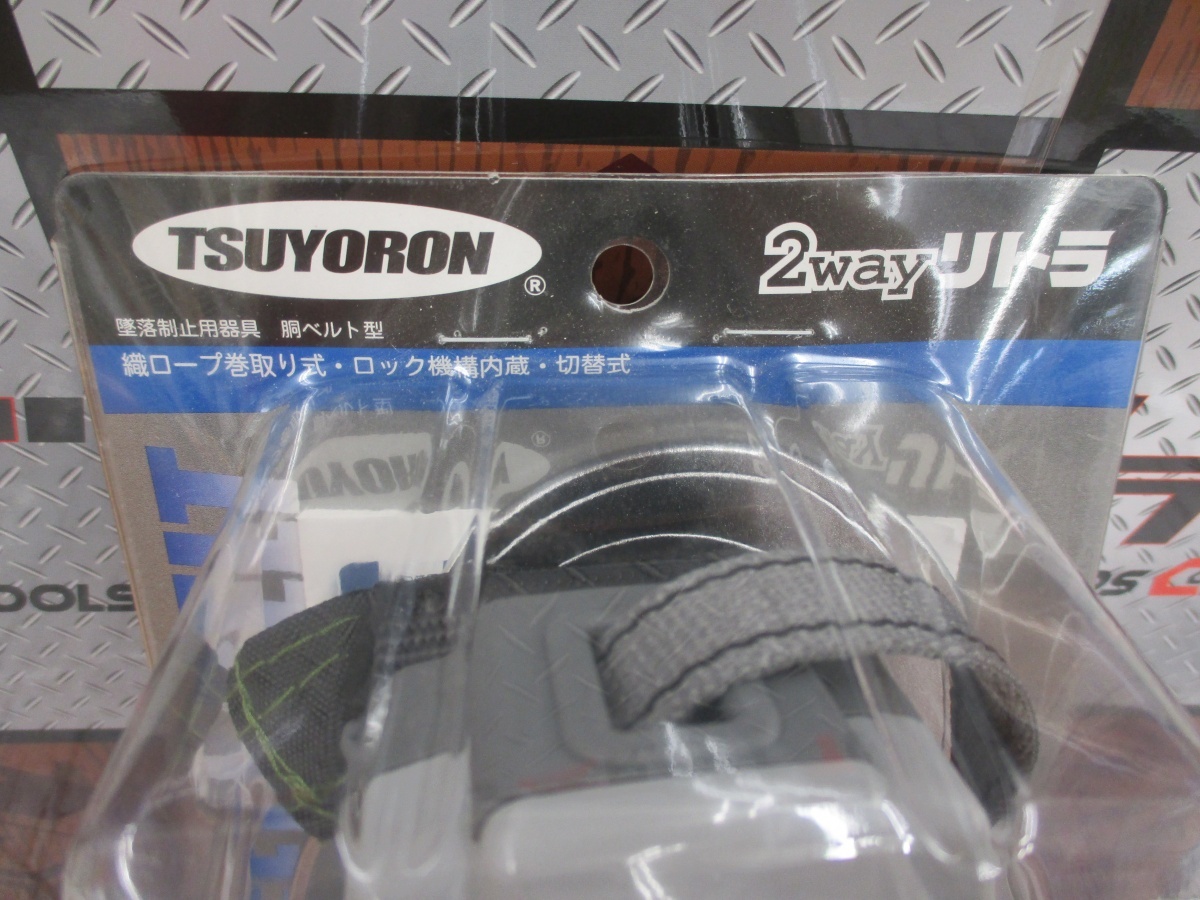 TSUYORON®
2wayリトラ
墜落制止用器具 胴ベルト型
織ロープ巻取り式・ロック機構内蔵・切替式
OOLS